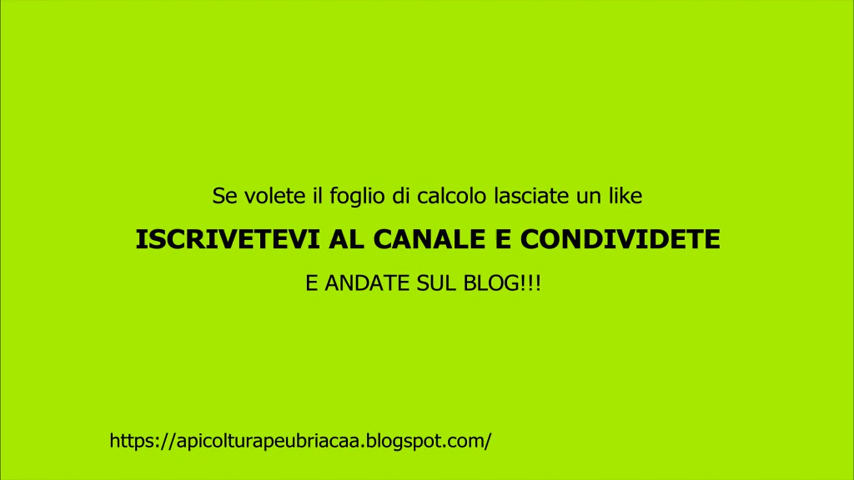 Se volete il foglio di calcolo lasciate un like
ISCRIVETEVI AL CANALE E CONDIVIDETE
E ANDATE SUL BLOG!!!
https://apicolturapeubriacaa.blogspot.com/